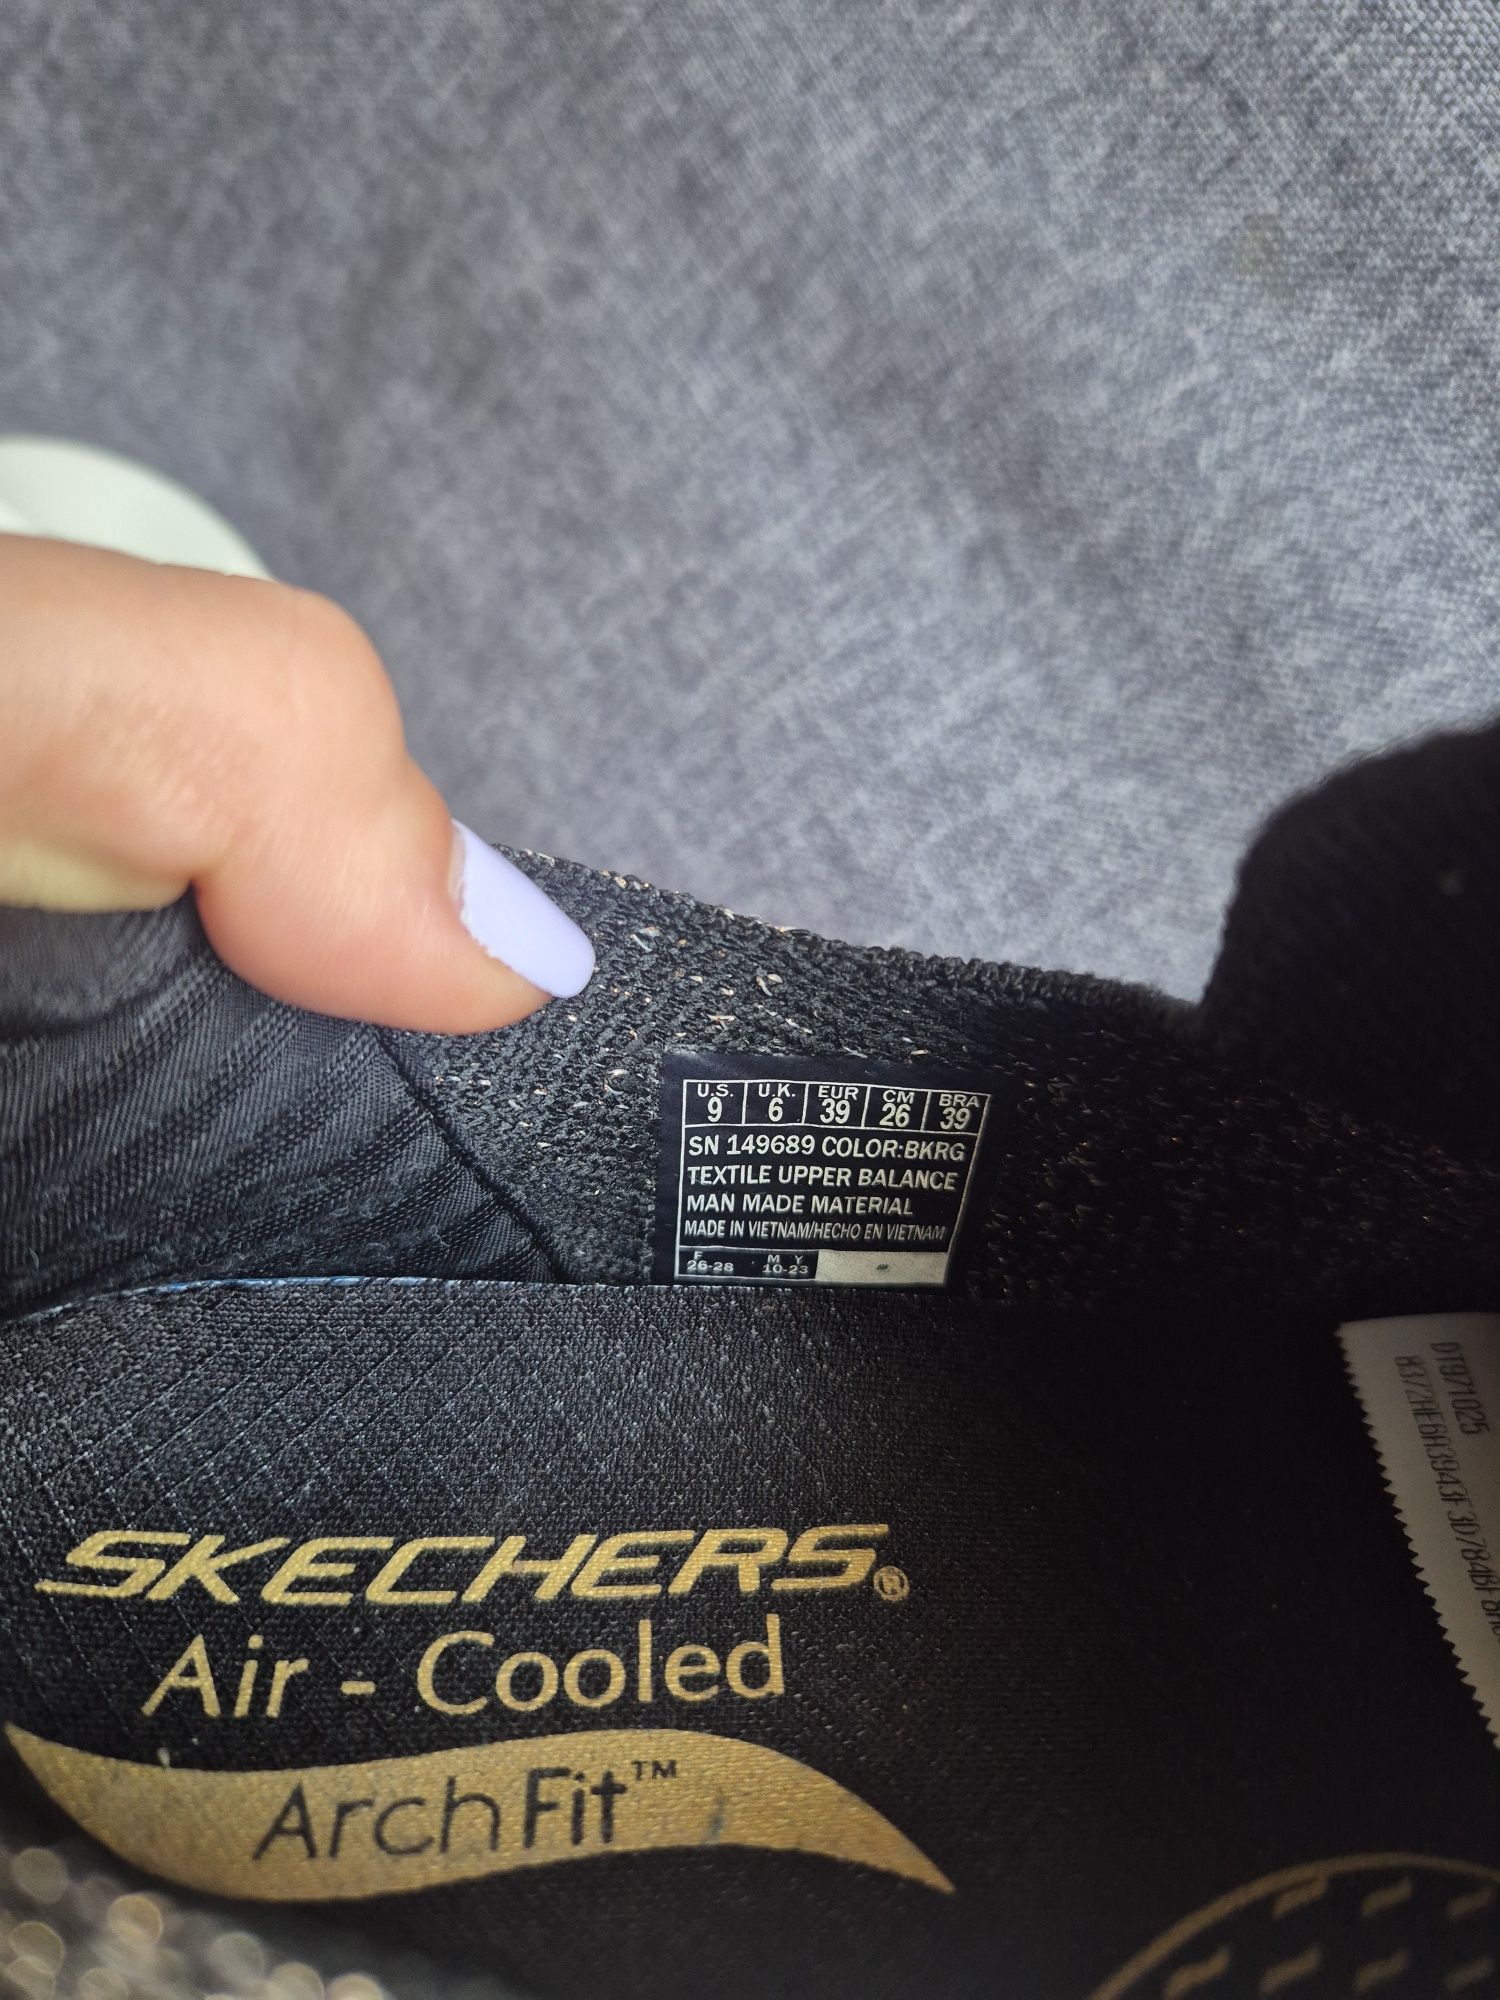 U.S. U.K. EUR CM BRA
9 6 39 26 39
SN 149689 COLOR:BKRG
TEXTILE UPPER BALANCE
MAN MADE MATERIAL
MADE IN VIETNAM/HECHO EN VIETNAM
F M Y
26-28 10-23
SKECHERS®
Air - Cooled
ArchFit™
0T971025